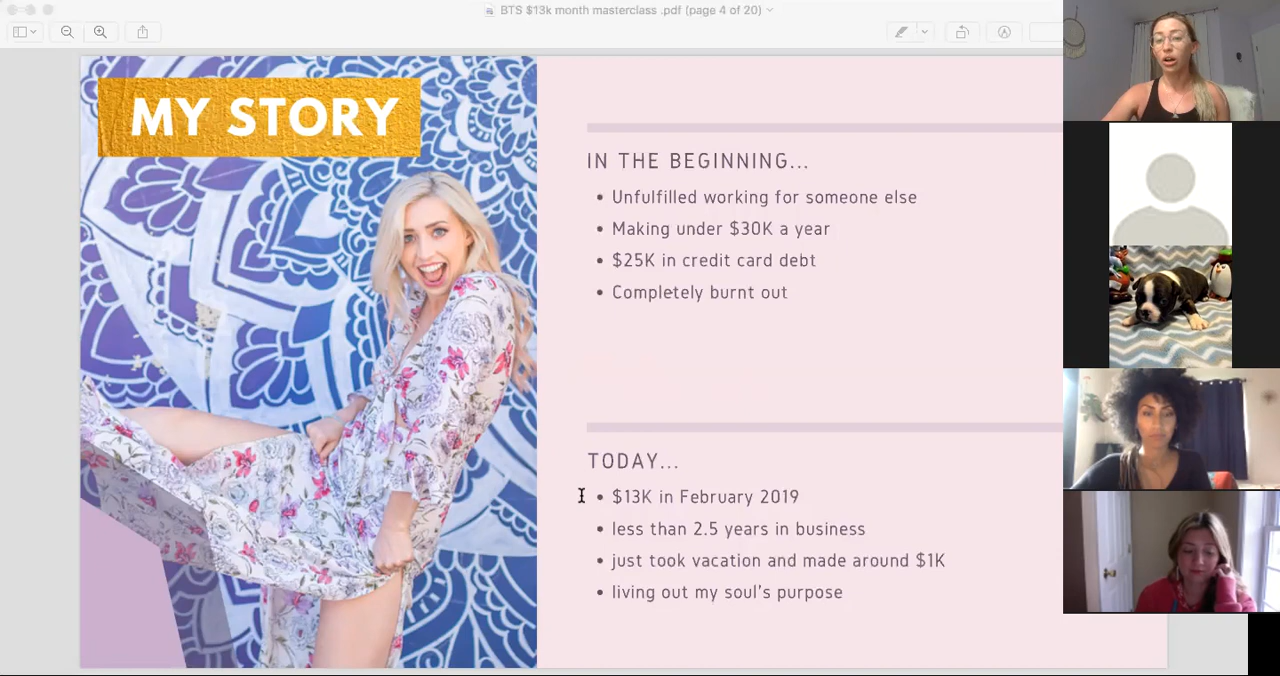 BTS $13k month masterclass .pdf (page 4 of 20)
MY STORY
IN THE BEGINNING...
• Unfulfilled working for someone else
• Making under $30K a year
• $25K in credit card debt
• Completely burnt out
TODAY...
• $13K in February 2019
• less than 2.5 years in business
• just took vacation and made around $1K
• living out my soul's purpose